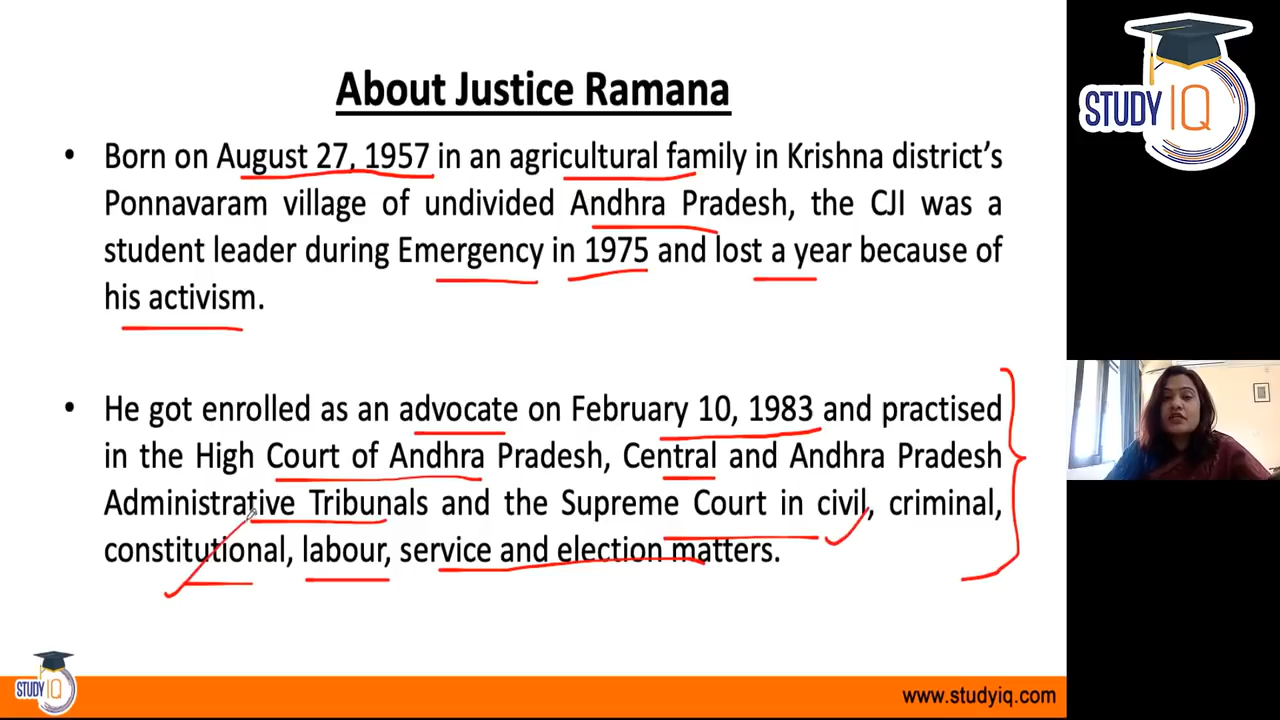 About Justice Ramana
STUDY IQ
• Born on August 27, 1957 in an agricultural family in Krishna district's
Ponnavaram village of undivided Andhra Pradesh, the CJI was a
student leader during Emergency in 1975 and lost a year because of
his activism.
• He got enrolled as an advocate on February 10, 1983 and practised
in the High Court of Andhra Pradesh, Central and Andhra Pradesh
Administrative Tribunals and the Supreme Court in civil, criminal,
constitutional, labour, service and election matters.
STUDY IQ
www.studyiq.com